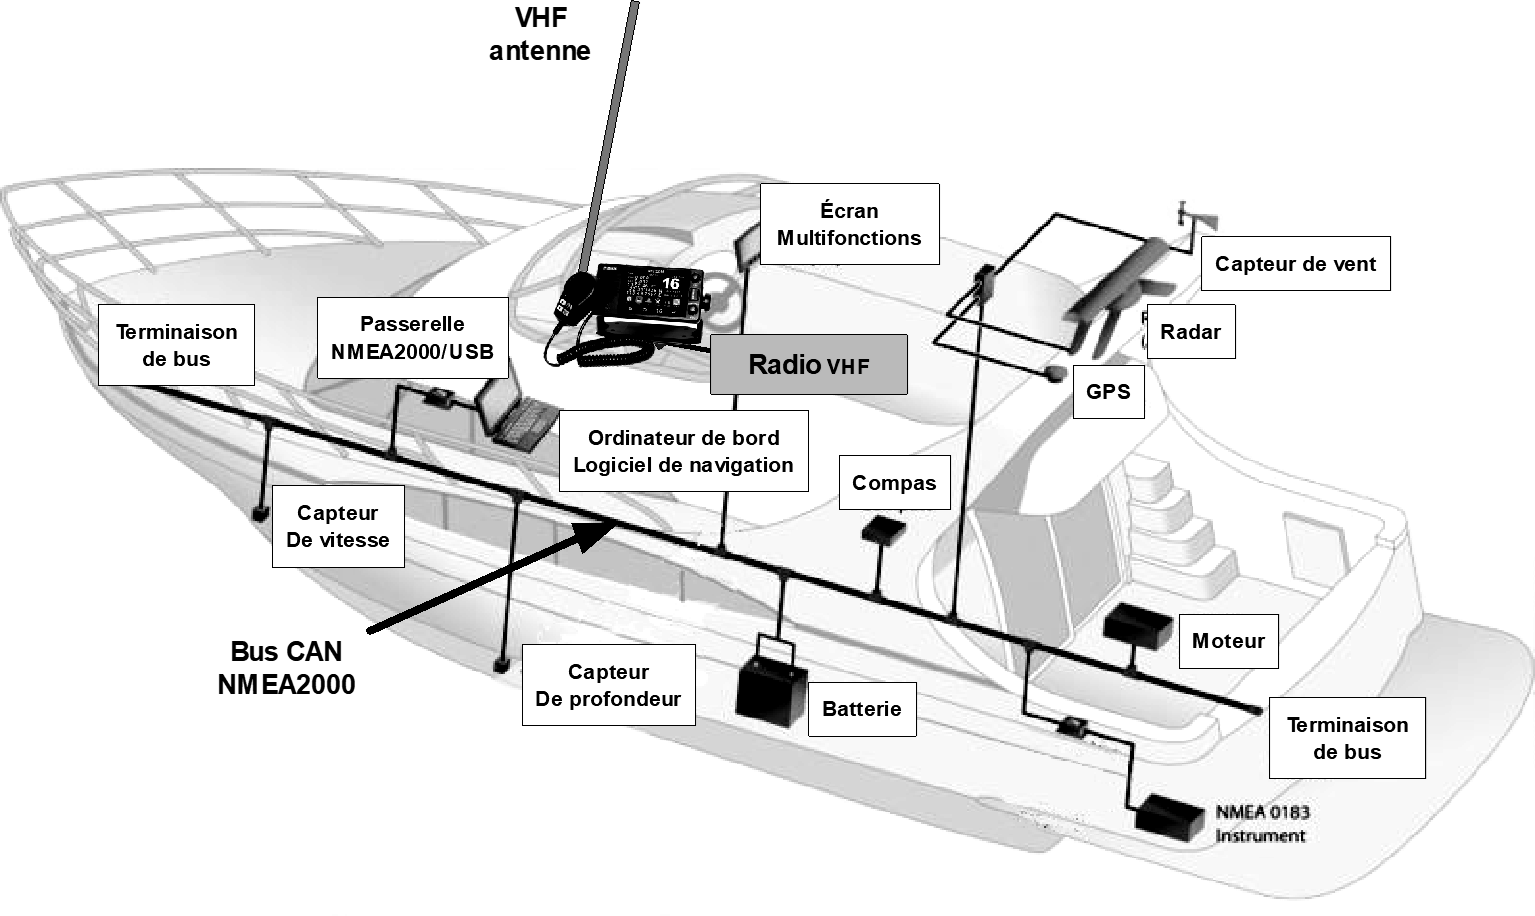 VHF
antenne
Écran
Multifonctions
Capteur de vent
16
Terminaison
de bus
Passerelle
NMEA2000/USB
Radio VHF
Radar
GPS
Ordinateur de bord
Logiciel de navigation
Compas
Capteur
De vitesse
Bus CAN
NMEA2000
Capteur
De profondeur
Batterie
Moteur
Terminaison
de bus
NMEA 0183
Instrument